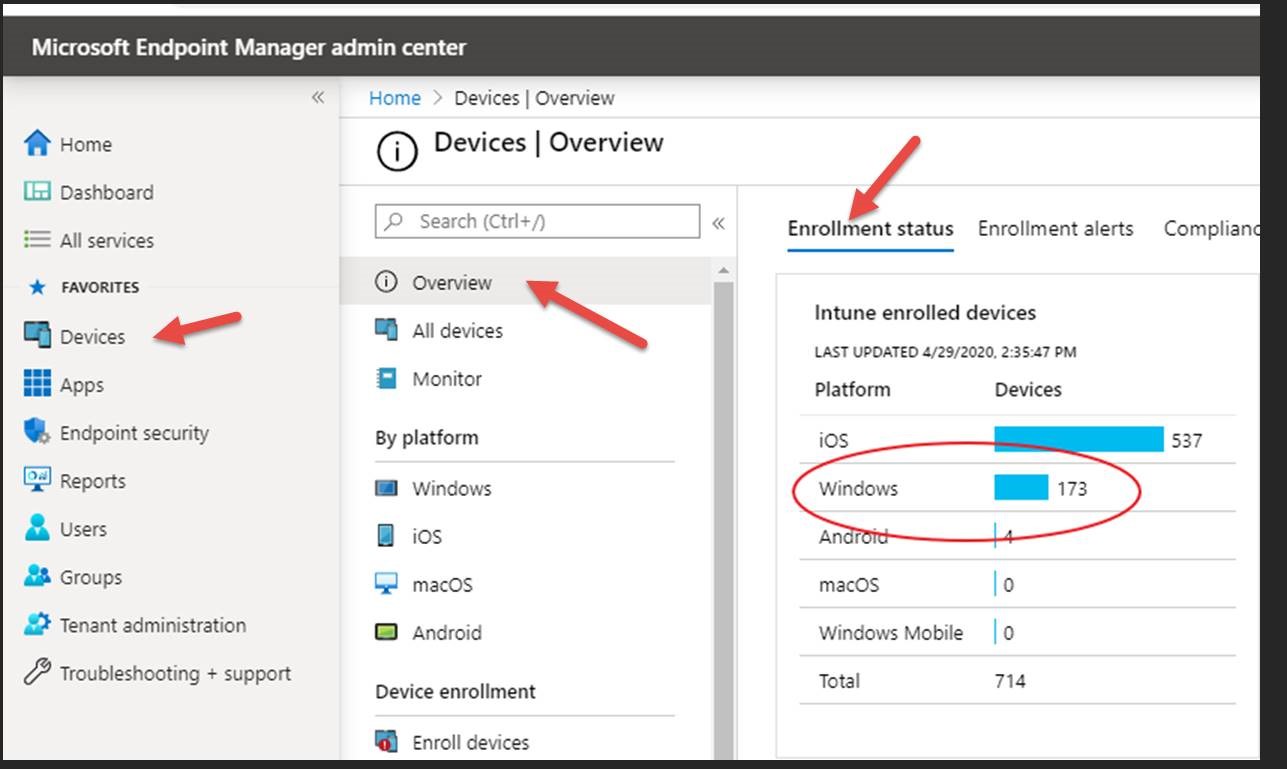 Microsoft Endpoint Manager admin center
«
Home
Dashboard
All services
FAVORITES
Devices
Apps
Endpoint security
Reports
Users
Groups
Tenant administration
Troubleshooting + support
Home > Devices | Overview
Devices | Overview
Search (Ctrl+/) «
Overview
All devices
Monitor
By platform
Windows
iOS
macOS
Android
Device enrollment
Enroll devices
Enrollment status Enrollment alerts Complianc
Intune enrolled devices
LAST UPDATED 4/29/2020, 2:35:47 PM
Platform Devices
iOS 537
Windows 173
Android 4
macOS 0
Windows Mobile 0
Total 714